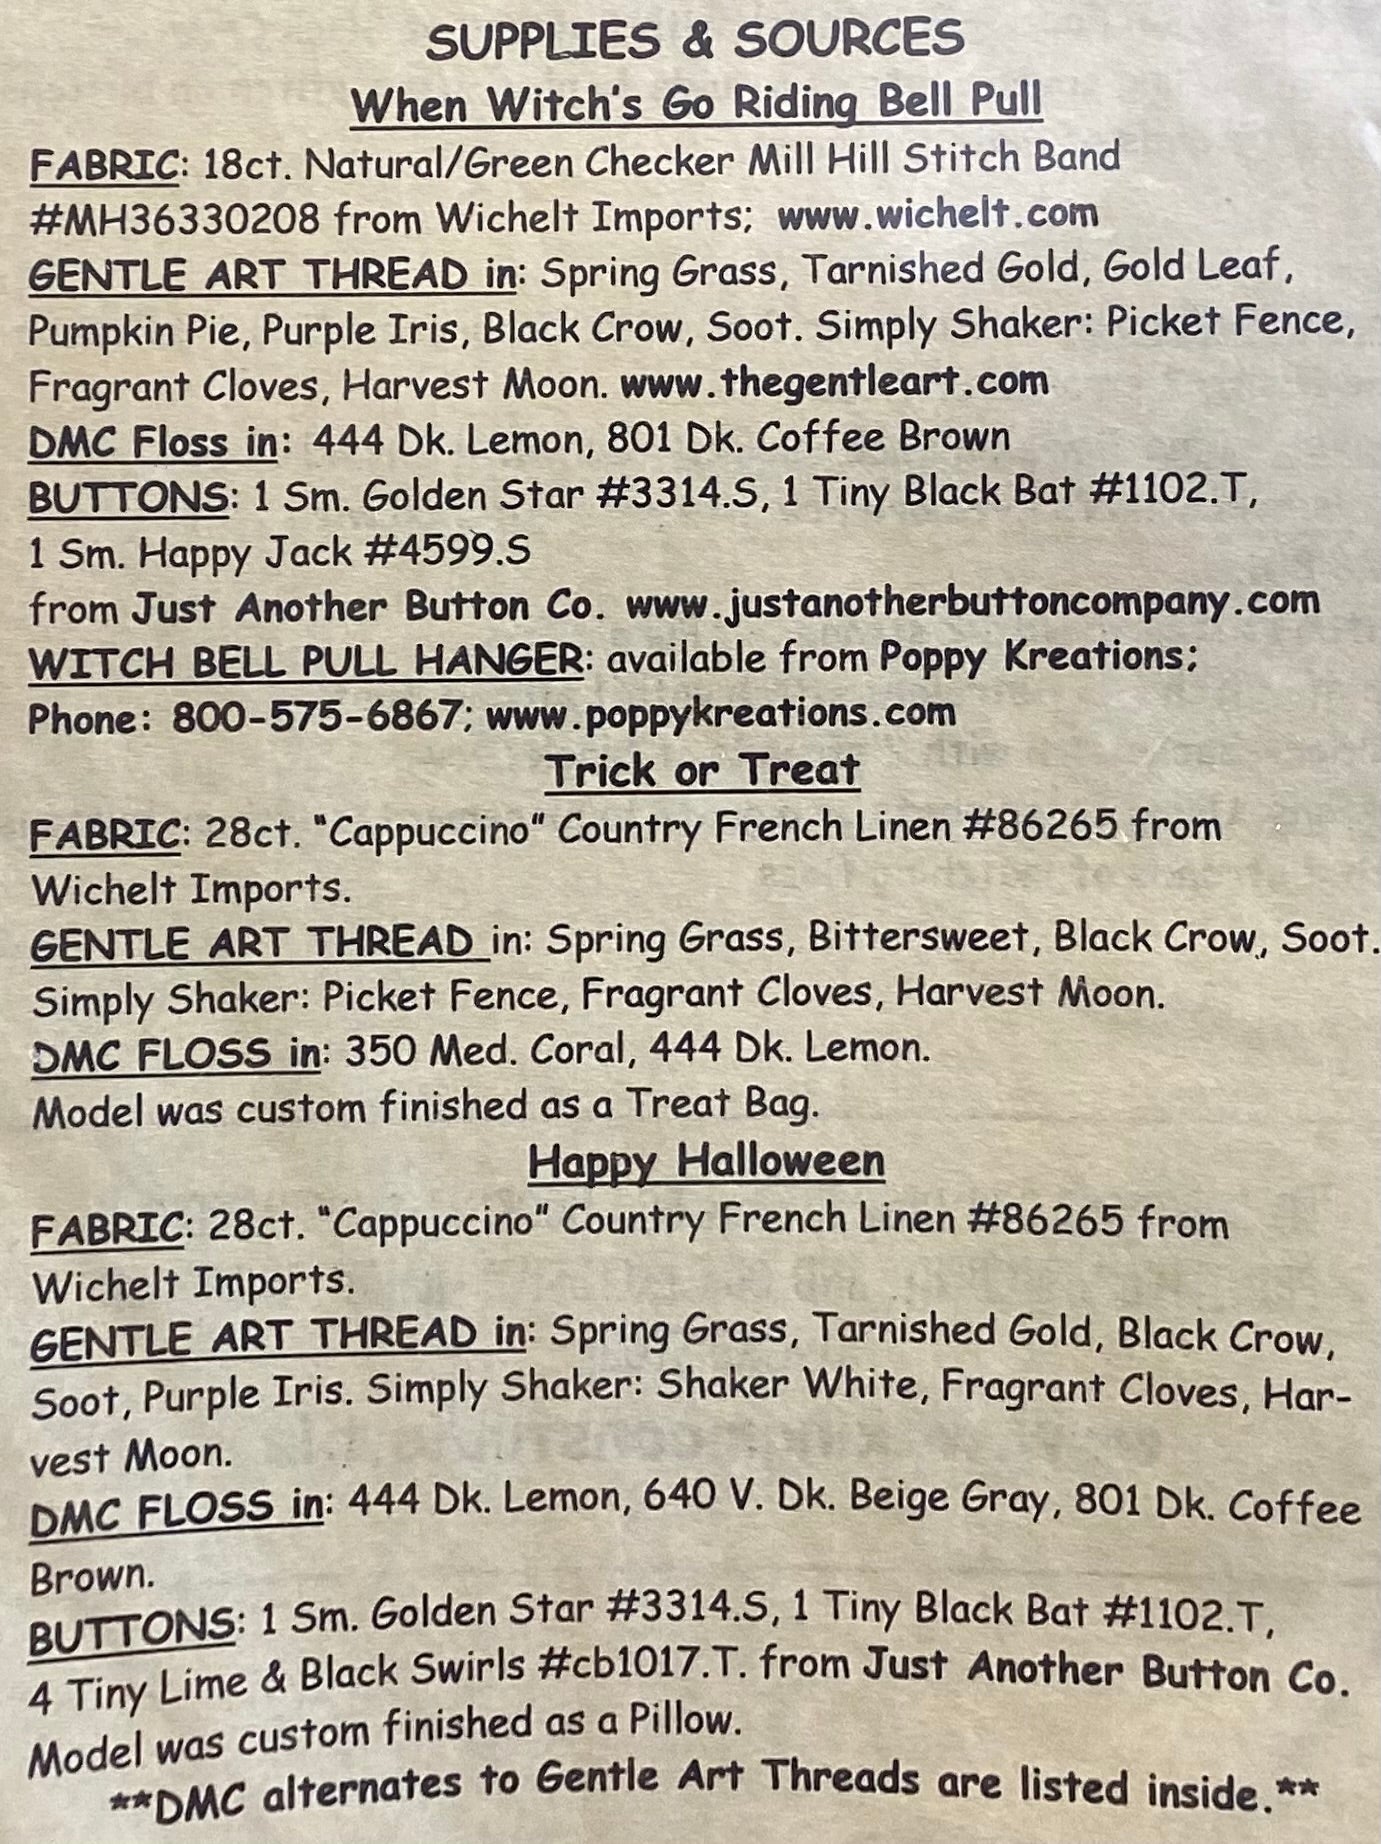 SUPPLIES & SOURCES
When Witch's Go Riding Bell Pull
FABRIC: 18ct. Natural/Green Checker Mill Hill Stitch Band
#MH36330208 from Wichelt Imports; www.wichelt.com
GENTLE ART THREAD in: Spring Grass, Tarnished Gold, Gold Leaf,
Pumpkin Pie, Purple Iris, Black Crow, Soot. Simply Shaker: Picket Fence,
Fragrant Cloves, Harvest Moon. www.thegentleart.com
DMC Floss in: 444 Dk. Lemon, 801 Dk. Coffee Brown
BUTTONS: 1 Sm. Golden Star #3314.S, 1 Tiny Black Bat #1102.T,
1 Sm. Happy Jack #4599.S
from Just Another Button Co. www.justanotherbuttoncompany.com
WITCH BELL PULL HANGER: available from Poppy Kreations;
Phone: 800-575-6867; www.poppykreations.com
Trick or Treat
FABRIC: 28ct. "Cappuccino" Country French Linen #86265 from
Wichelt Imports.
GENTLE ART THREAD in: Spring Grass, Bittersweet, Black Crow, Soot.
Simply Shaker: Picket Fence, Fragrant Cloves, Harvest Moon.
DMC FLOSS in: 350 Med. Coral, 444 Dk. Lemon.
Model was custom finished as a Treat Bag.
Happy Halloween
FABRIC: 28ct. "Cappuccino" Country French Linen #86265 from
Wichelt Imports.
GENTLE ART THREAD in: Spring Grass, Tarnished Gold, Black Crow,
Soot, Purple Iris. Simply Shaker: Shaker White, Fragrant Cloves, Har-
vest Moon.
DMC FLOSS in: 444 Dk. Lemon, 640 V. Dk. Beige Gray, 801 Dk. Coffee
Brown.
BUTTONS: 1 Sm. Golden Star #3314.S, 1 Tiny Black Bat #1102.T,
4 Tiny Lime & Black Swirls #cb1017.T. from Just Another Button Co.
Model was custom finished as a Pillow.
**DMC alternates to Gentle Art Threads are listed inside.**